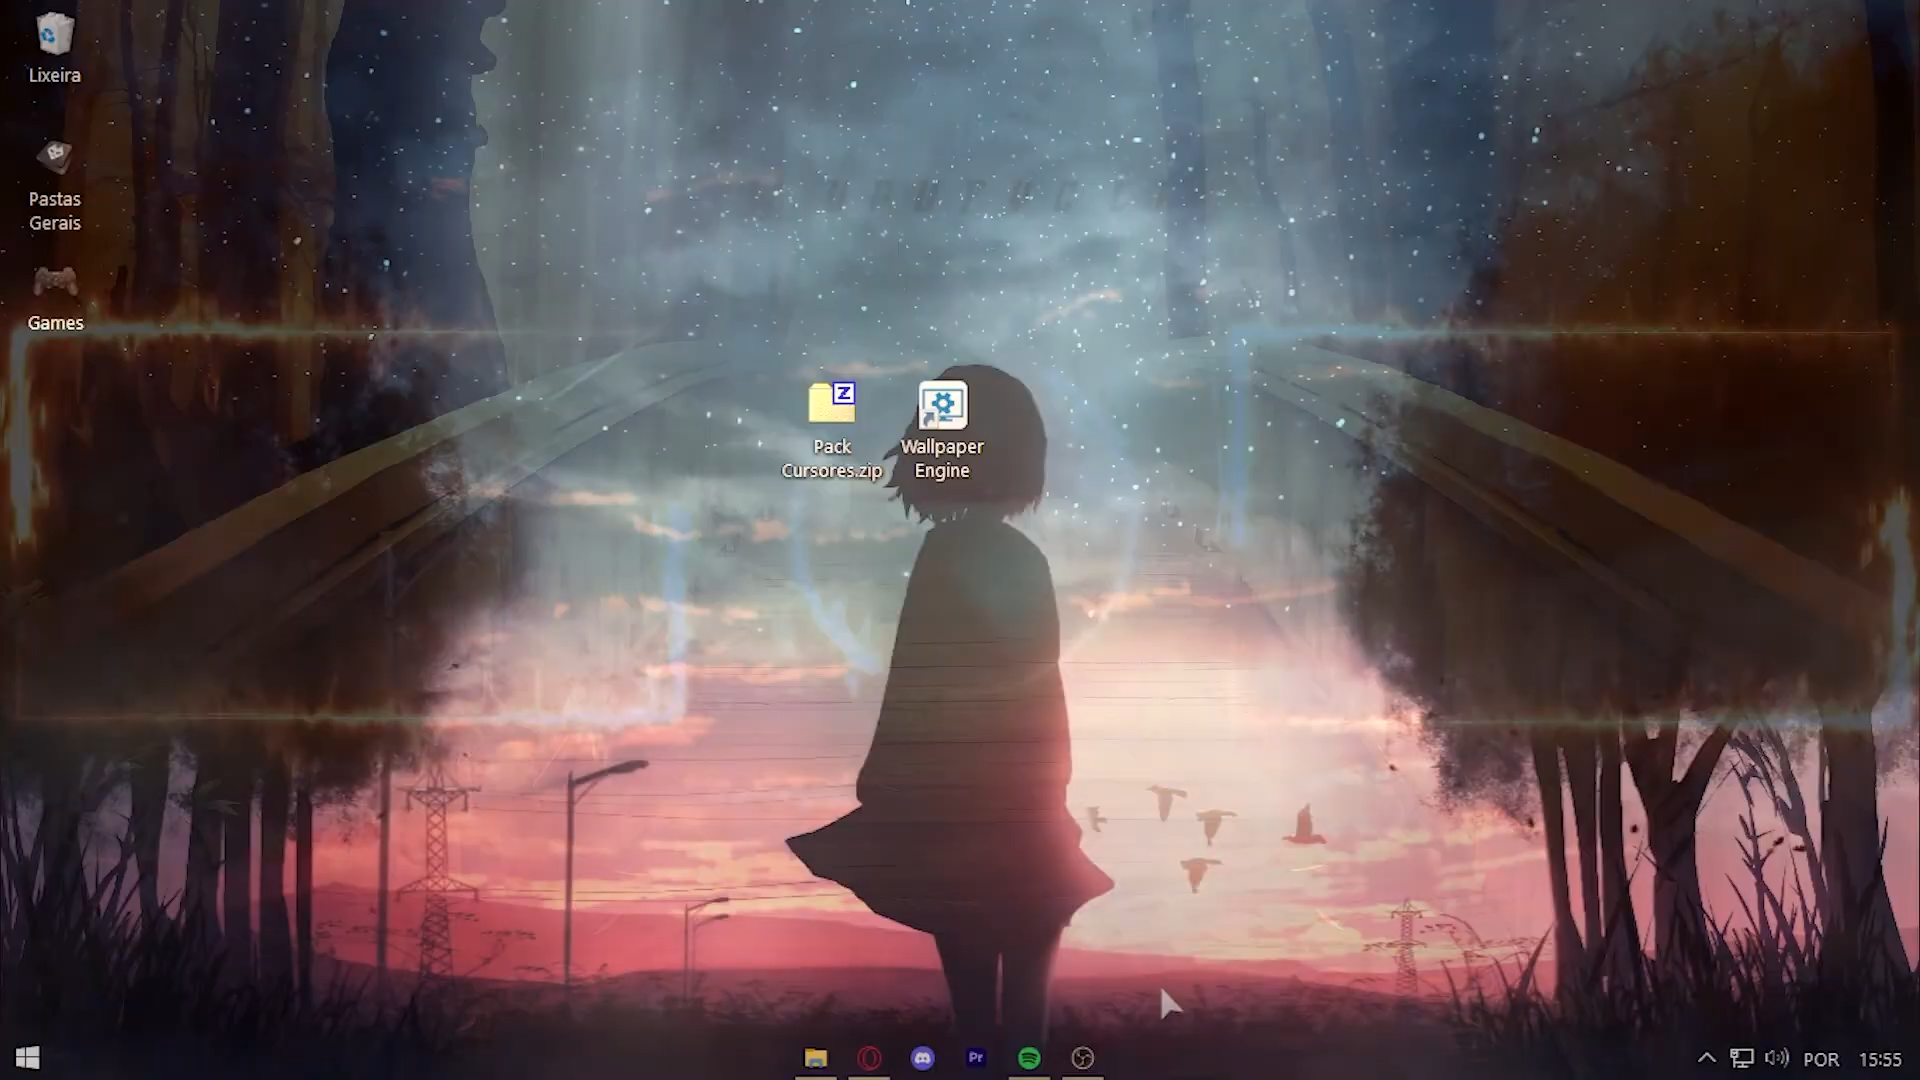 Lixeira
Pastas
Gerais
Games
Pack
Cursores.zip
Wallpaper
Engine
Z
Pr
POR
15:55